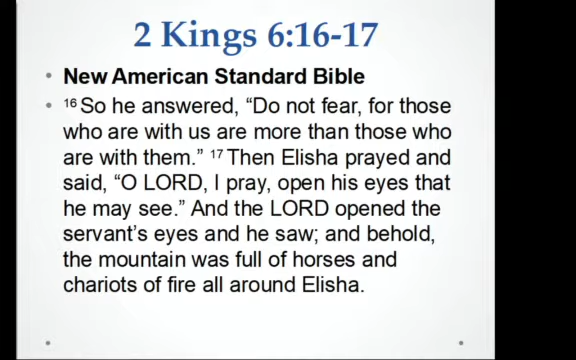 2 Kings 6:16-17
• New American Standard Bible
• 16 So he answered, “Do not fear, for those
who are with us are more than those who
are with them.” 17 Then Elisha prayed and
said, “O LORD, I pray, open his eyes that
he may see.” And the LORD opened the
servant’s eyes and he saw; and behold,
the mountain was full of horses and
chariots of fire all around Elisha.